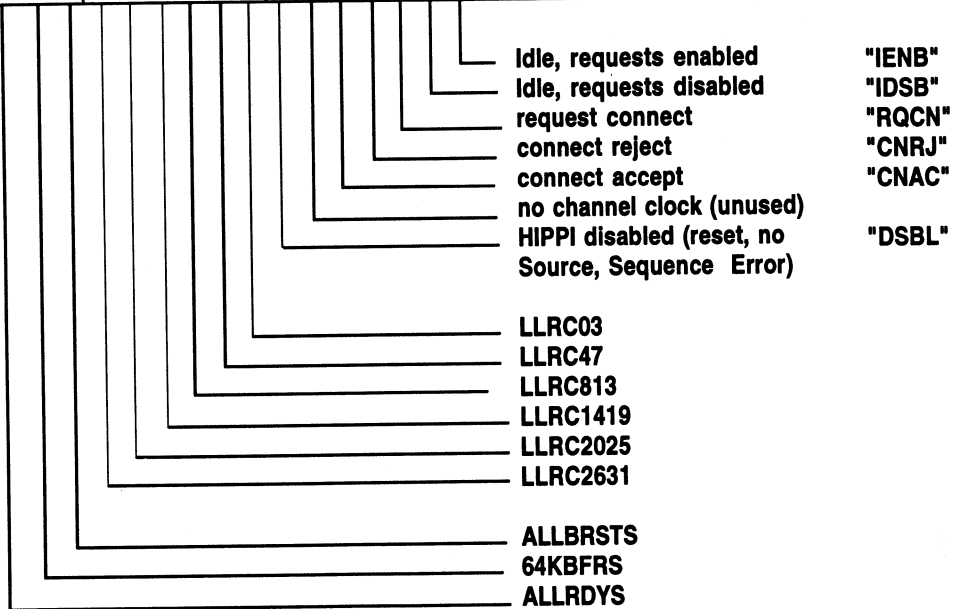 Idle, requests enabled "IENB"
Idle, requests disabled "IDSB"
request connect "RQCN"
connect reject "CNRJ"
connect accept "CNAC"
no channel clock (unused)
HIPPI disabled (reset, no "DSBL"
Source, Sequence Error)
LLRC03
LLRC47
LLRC813
LLRC1419
LLRC2025
LLRC2631
ALLBRSTS
64KBFRS
ALLRDYS